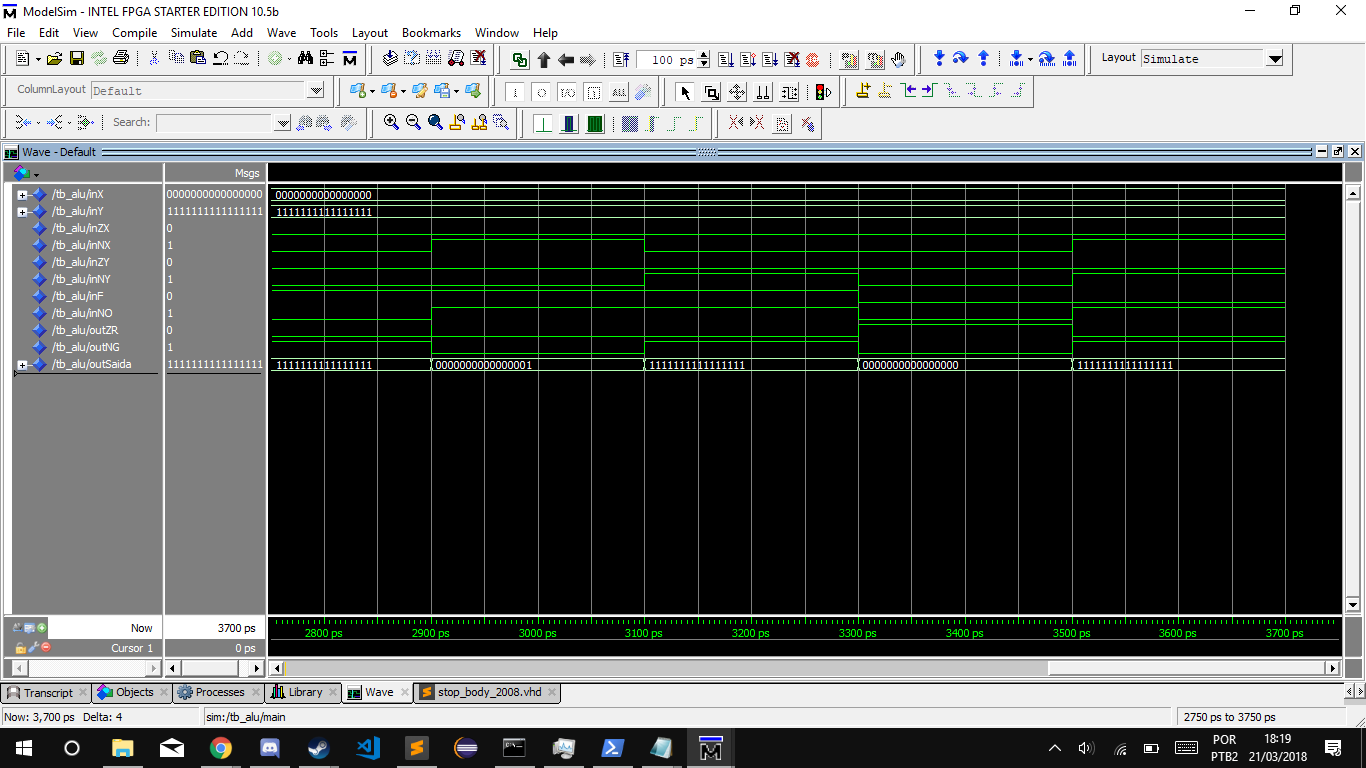 ModelSim - INTEL FPGA STARTER EDITION 10.5b
File Edit View Compile Simulate Add Wave Tools Layout Bookmarks Window Help
100 ps
Layout Simulate
ColumnLayout Default
Search:
Wave - Default
Msgs
/tb_alu/inX 0000000000000000 0000000000000000
/tb_alu/inY 1111111111111111 1111111111111111
/tb_alu/inZX 0
/tb_alu/inNX 1
/tb_alu/inZY 0
/tb_alu/inNY 1
/tb_alu/inF 0
/tb_alu/inNO 1
/tb_alu/outZR 0
/tb_alu/outNG 1
/tb_alu/outSaida 1111111111111111 1111111111111111 0000000000000001 1111111111111111 0000000000000000 1111111111111111
Now 3700 ps 2800 ps 2900 ps 3000 ps 3100 ps 3200 ps 3300 ps 3400 ps 3500 ps 3600 ps 3700 ps
Cursor 1 0 ps
Transcript Objects Processes Library Wave stop_body_2008.vhd
Now: 3,700 ps Delta: 4 sim:/tb_alu/main 2750 ps to 3750 ps
POR 18:19
PTB2 21/03/2018